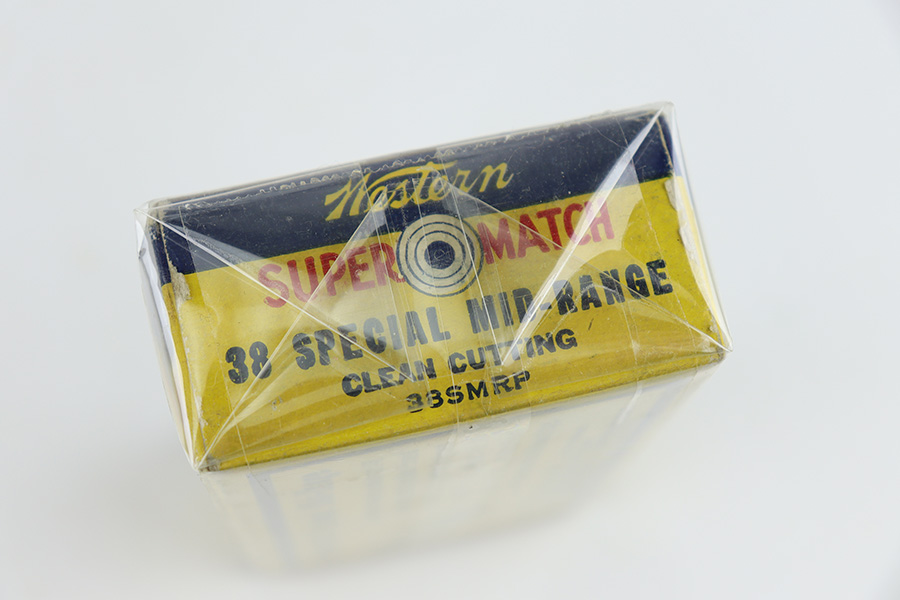 Western
SUPER MATCH
38 SPECIAL MID-RANGE
CLEAN CUTTING
38SMRP